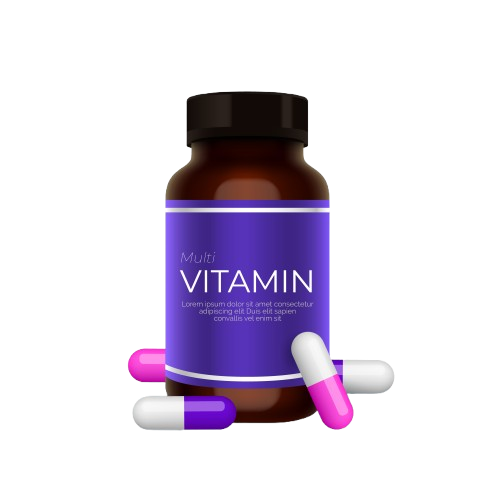 Multi
VITAMIN
Lorem ipsum dolor sit amet consectetur
adipiscing elit Duis elit sapien
convallis vel enim sit